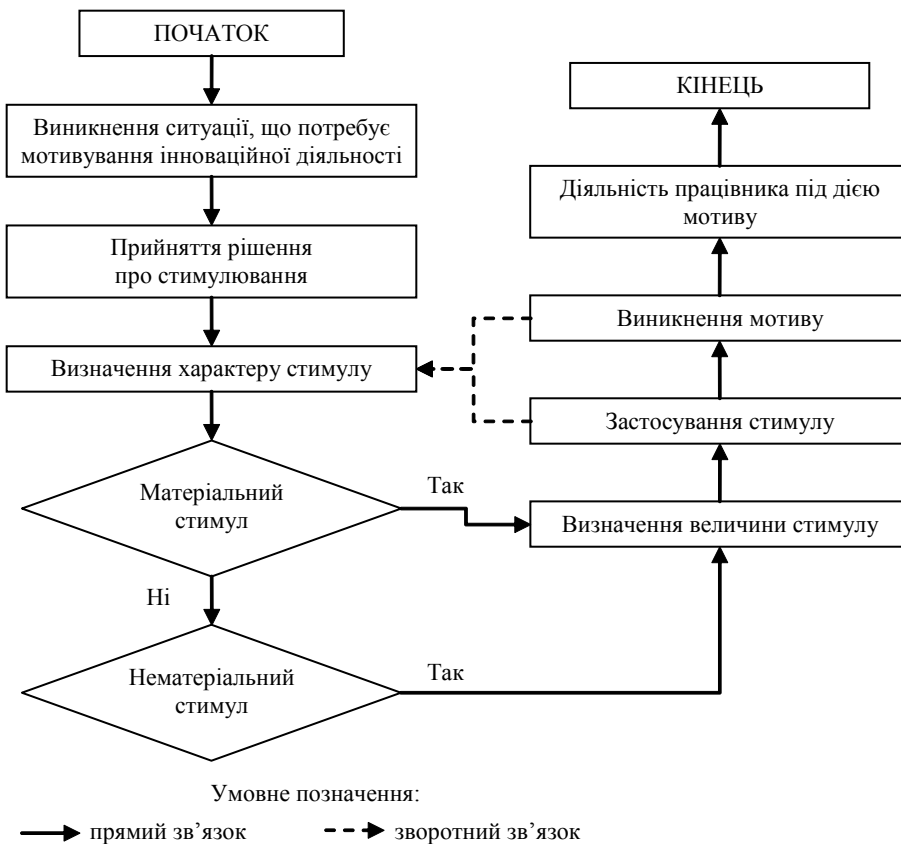 ПОЧАТОК
Виникнення ситуації, що потребує
мотивування інноваційної діяльності
Прийняття рішення
про стимулювання
Визначення характеру стимулу
Матеріальний
стимул
Так
Ні
Нематеріальний
стимул
Так
КІНЕЦЬ
Діяльність працівника під дією
мотиву
Виникнення мотиву
Застосування стимулу
Визначення величини стимулу
Умовне позначення:
прямий зв’язок
зворотний зв’язок